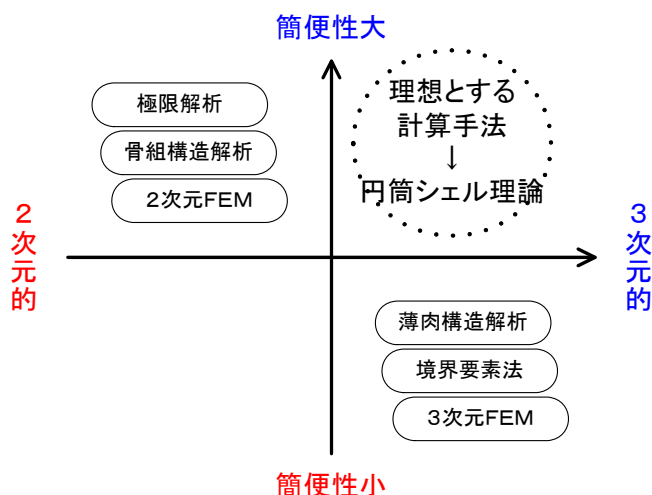 簡便性大
極限解析
骨組構造解析
2次元FEM
理想とする
計算手法
↓
円筒シェル理論
2次元的
3次元的
薄肉構造解析
境界要素法
3次元FEM
簡便性小